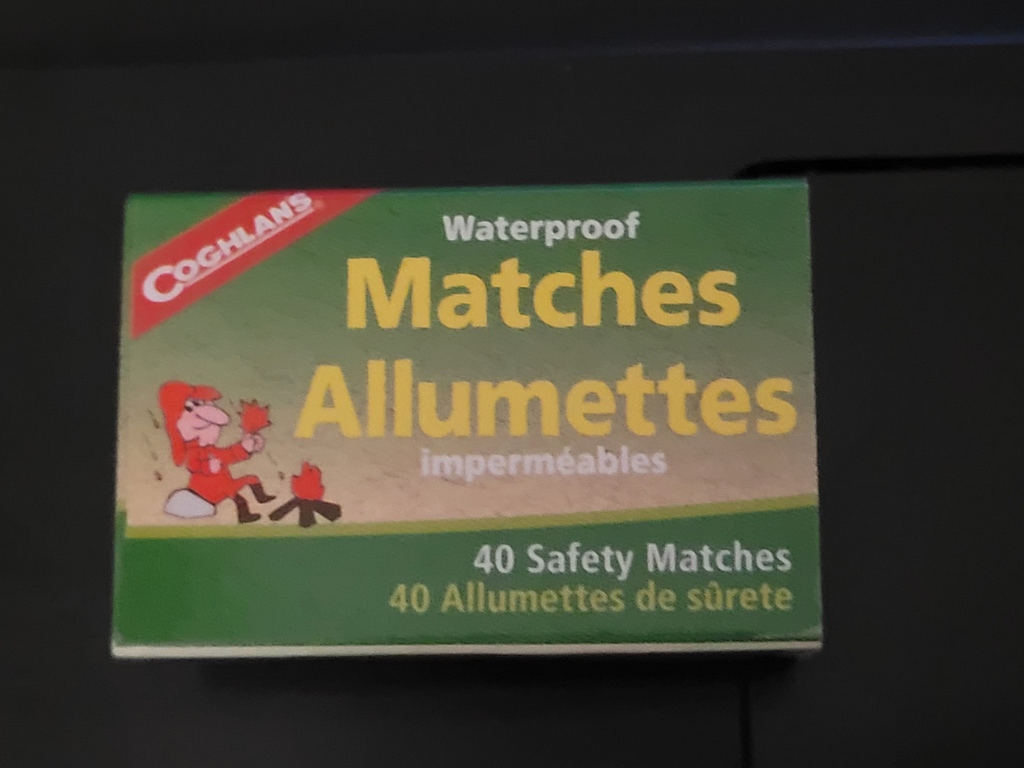 COGHLANS
Waterproof
Matches
Allumettes
imperméables
40 Safety Matches
40 Allumettes de sûrete